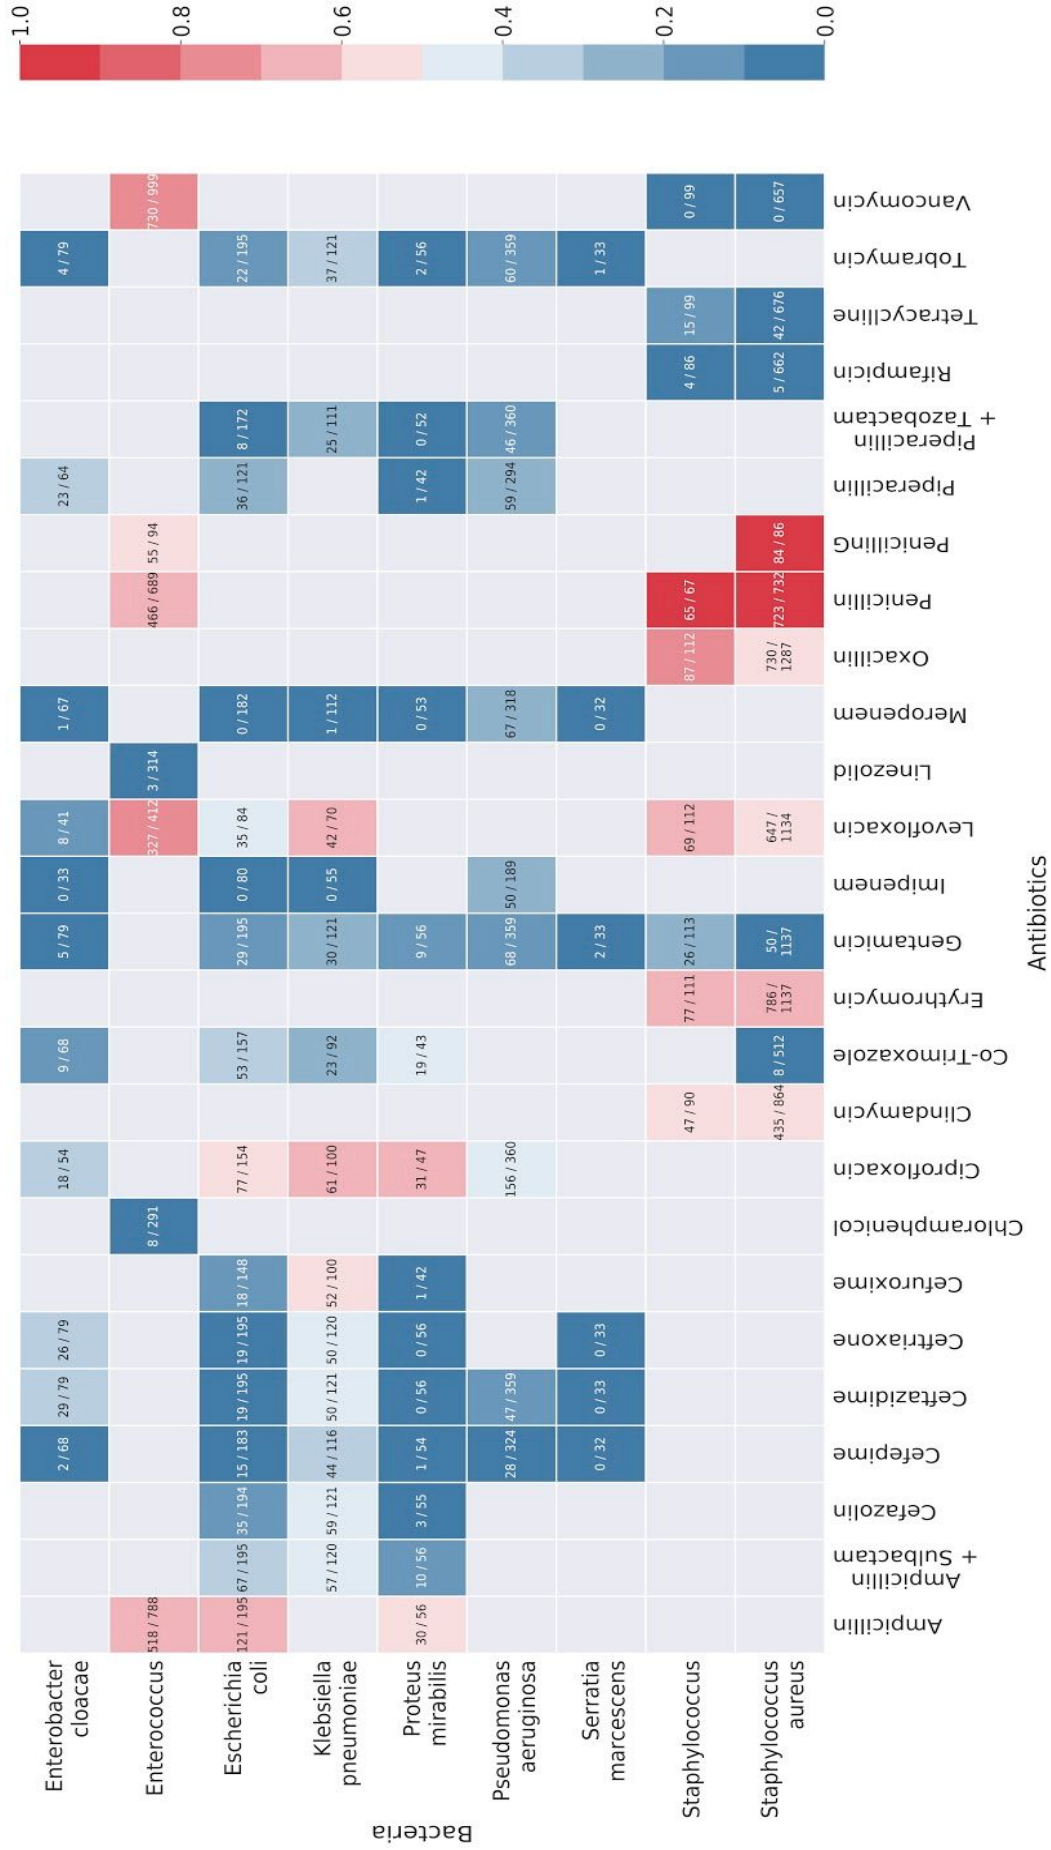 Enterobacter
cloacae
2 / 68
29 / 79
26 / 79
18 / 54
9 / 68
5 / 79
0 / 33
8 / 41
1 / 67
23 / 64
4 / 79
Enterococcus
518 / 788
8 / 291
327 / 412
3 / 314
466 / 689
55 / 94
730 / 999
Escherichia
coli
121 / 195
67 / 195
35 / 194
15 / 183
19 / 195
19 / 195
18 / 148
77 / 154
53 / 157
29 / 195
0 / 80
35 / 84
0 / 182
36 / 121
8 / 172
22 / 195
Klebsiella
pneumoniae
57 / 120
59 / 121
44 / 116
50 / 121
50 / 120
52 / 100
61 / 100
23 / 92
30 / 121
0 / 55
42 / 70
1 / 112
25 / 111
37 / 121
Proteus
mirabilis
30 / 56
10 / 56
3 / 55
1 / 54
0 / 56
0 / 56
1 / 42
31 / 47
19 / 43
9 / 56
0 / 53
1 / 42
0 / 52
2 / 56
Pseudomonas
aeruginosa
28 / 324
47 / 359
156 / 360
68 / 359
50 / 189
67 / 318
59 / 294
46 / 360
60 / 359
Serratia
marcescens
0 / 32
0 / 33
0 / 33
2 / 33
0 / 32
1 / 33
Staphylococcus
47 / 90
77 / 111
26 / 113
69 / 112
87 / 112
65 / 67
4 / 86
15 / 99
0 / 99
Staphylococcus
aureus
435 / 864
8 / 512
786 /
1137
50 /
1137
647 /
1134
730 /
1287
723 / 732
84 / 86
5 / 662
42 / 676
0 / 657
Bacteria
Ampicillin
Ampicillin
+ Sulbactam
Cefazolin
Cefepime
Ceftazidime
Ceftriaxone
Cefuroxime
Chloramphenicol
Ciprofloxacin
Clindamycin
Co-Trimoxazole
Erythromycin
Gentamicin
Imipenem
Levofloxacin
Linezolid
Meropenem
Oxacillin
Penicillin
PenicillinG
Piperacillin
Piperacillin
+ Tazobactam
Rifampicin
Tetracyclline
Tobramycin
Vancomycin
Antibiotics
1.0
0.8
0.6
0.4
0.2
0.0